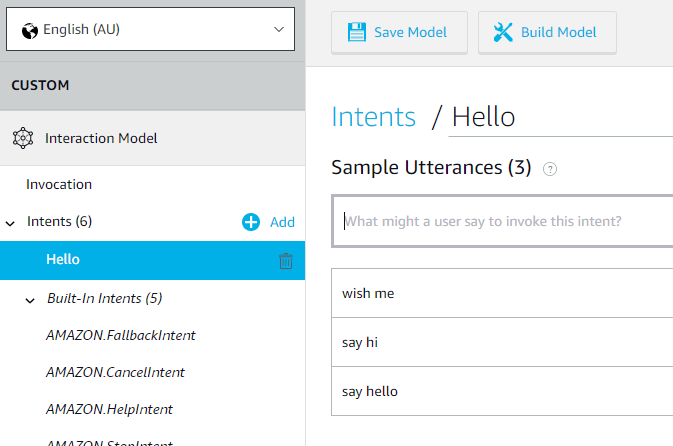 English (AU)
Save Model
Build Model
CUSTOM
Interaction Model
Invocation
Intents (6)
Add
Hello
Built-In Intents (5)
AMAZON.FallbackIntent
AMAZON.CancelIntent
AMAZON.HelpIntent
AMAZON.StopIntent
Intents / Hello
Sample Utterances (3) ?
What might a user say to invoke this intent?
wish me
say hi
say hello